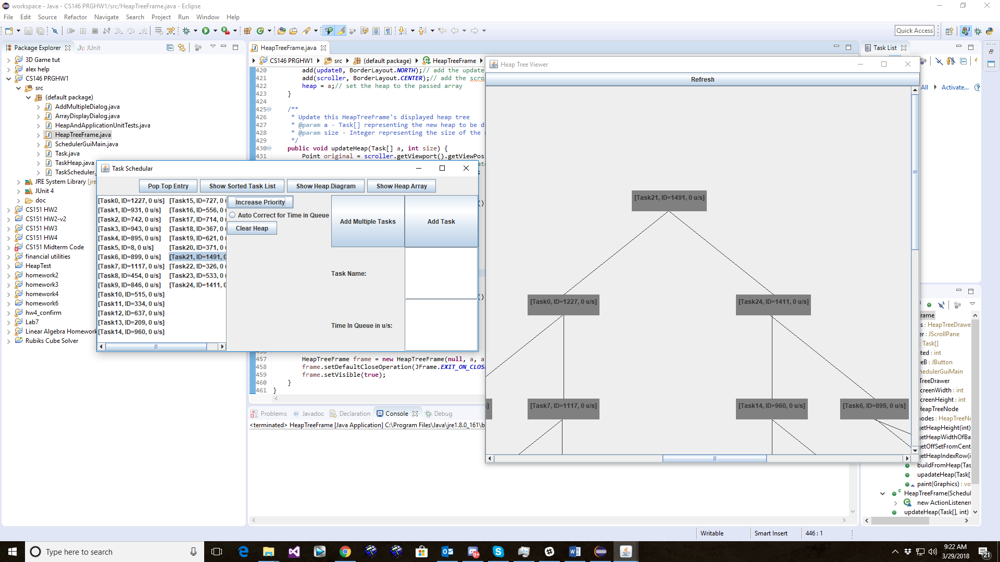 workspace - Java - CS146 PRGHW1/src/HeapTreeFrame.java - Eclipse
File Edit Source Refactor Navigate Search Project Run Window Help
Quick Access
Package Explorer
JUnit
3D Game tut
alex help
CS146 PRGHW1
src
(default package)
AddMultipleDialog.java
ArrayDisplayDialog.java
HeapAndApplicationUnitTests.java
HeapTreeFrame.java
SchedulerGuiMain.java
Task.java
TaskHeap.java
TaskScheduler.
JRE System Library [jre
JUnit 4
doc
CS151 HW2
CS151 HW2-v2
CS151 HW3
CS151 HW4
CS151 Midterm Code
financial utilities
HeapTest
homework2
homework3
homework4
homework6
hw4_confirm
Lab7
Linear Algebra Homework
Rubiks Cube Solver
HeapTreeFrame.java
CS146 PRGHW1 src (default package) HeapTreeFrame
420 add(updateB, BorderLayout.NORTH);// add the update
421 add(scroller, BorderLayout.CENTER);// add the scro
422 heap = a;// set the heap to the passed array
423 }
424
425 /**
426 * Update this HeapTreeFrame's displayed heap tree
427 * @param a - Task[] representing the new heap to be d
428 * @param size - Integer representing the size of the
429 */
430 public void updateHeap(Task[] a, int size) {
431 Point original = scroller.getViewport().getViewPos
457 HeapTreeFrame frame = new HeapTreeFrame(null, a, a
458 frame.setDefaultCloseOperation(JFrame.EXIT_ON_CLOS
459 frame.setVisible(true);
460 }
461 }
Task Schedular
Pop Top Entry
Show Sorted Task List
Show Heap Diagram
Show Heap Array
[Task0, ID=1227, 0 u/s]
[Task1, ID=931, 0 u/s]
[Task2, ID=742, 0 u/s]
[Task3, ID=943, 0 u/s]
[Task4, ID=895, 0 u/s]
[Task5, ID=8, 0 u/s]
[Task6, ID=899, 0 u/s]
[Task7, ID=1117, 0 u/s]
[Task8, ID=454, 0 u/s]
[Task9, ID=846, 0 u/s]
[Task10, ID=515, 0 u/s]
[Task11, ID=334, 0 u/s]
[Task12, ID=637, 0 u/s]
[Task13, ID=209, 0 u/s]
[Task14, ID=960, 0 u/s]
[Task15, ID=727, 0 u
[Task16, ID=556, 0 u
[Task17, ID=714, 0 u
[Task18, ID=367, 0 u
[Task19, ID=621, 0 u
[Task20, ID=371, 0 u
[Task21, ID=1491, 0
[Task22, ID=326, 0 u
[Task23, ID=533, 0 u
[Task24, ID=1411, 0
Increase Priority
Auto Correct for Time in Queue
Clear Heap
Add Multiple Tasks
Add Task
Task Name:
Time In Queue in u/s:
Heap Tree Viewer
Refresh
[Task21, ID=1491, 0 u/s]
[Task0, ID=1227, 0 u/s]
[Task24, ID=1411, 0 u/s]
s]
[Task7, ID=1117, 0 u/s]
[Task14, ID=960, 0 u/s]
[Task6, ID=899, 0 u/s]
Problems
Javadoc
Declaration
Console
Debug
<terminated> HeapTreeFrame [Java Application] C:\Program Files\Java\jre1.8.0_161\b
Task List
All
Activate...
rame
s : HeapTreeDrawe
er : JScrollPane
: Task[]
ted : int
eB : JButton
hedulerGuiMain
TreeDrawer
creenWidth : int
creenHeight : int
HeapTreeNode
nodes : HeapTreeNo
getHeapHeight(int)
getHeapWidthOfBa
getOffSetFromCent
getHeapIndexRow(i
buildFromHeap(Tas
upadateHeap(Task[
paint(Graphics) : vo
HeapTreeFrame(Schedul
new ActionListener(
updateHeap(Task[], int)
Writable
Smart Insert
446 : 1
Type here to search
9+
9:22 AM
3/29/2018
21